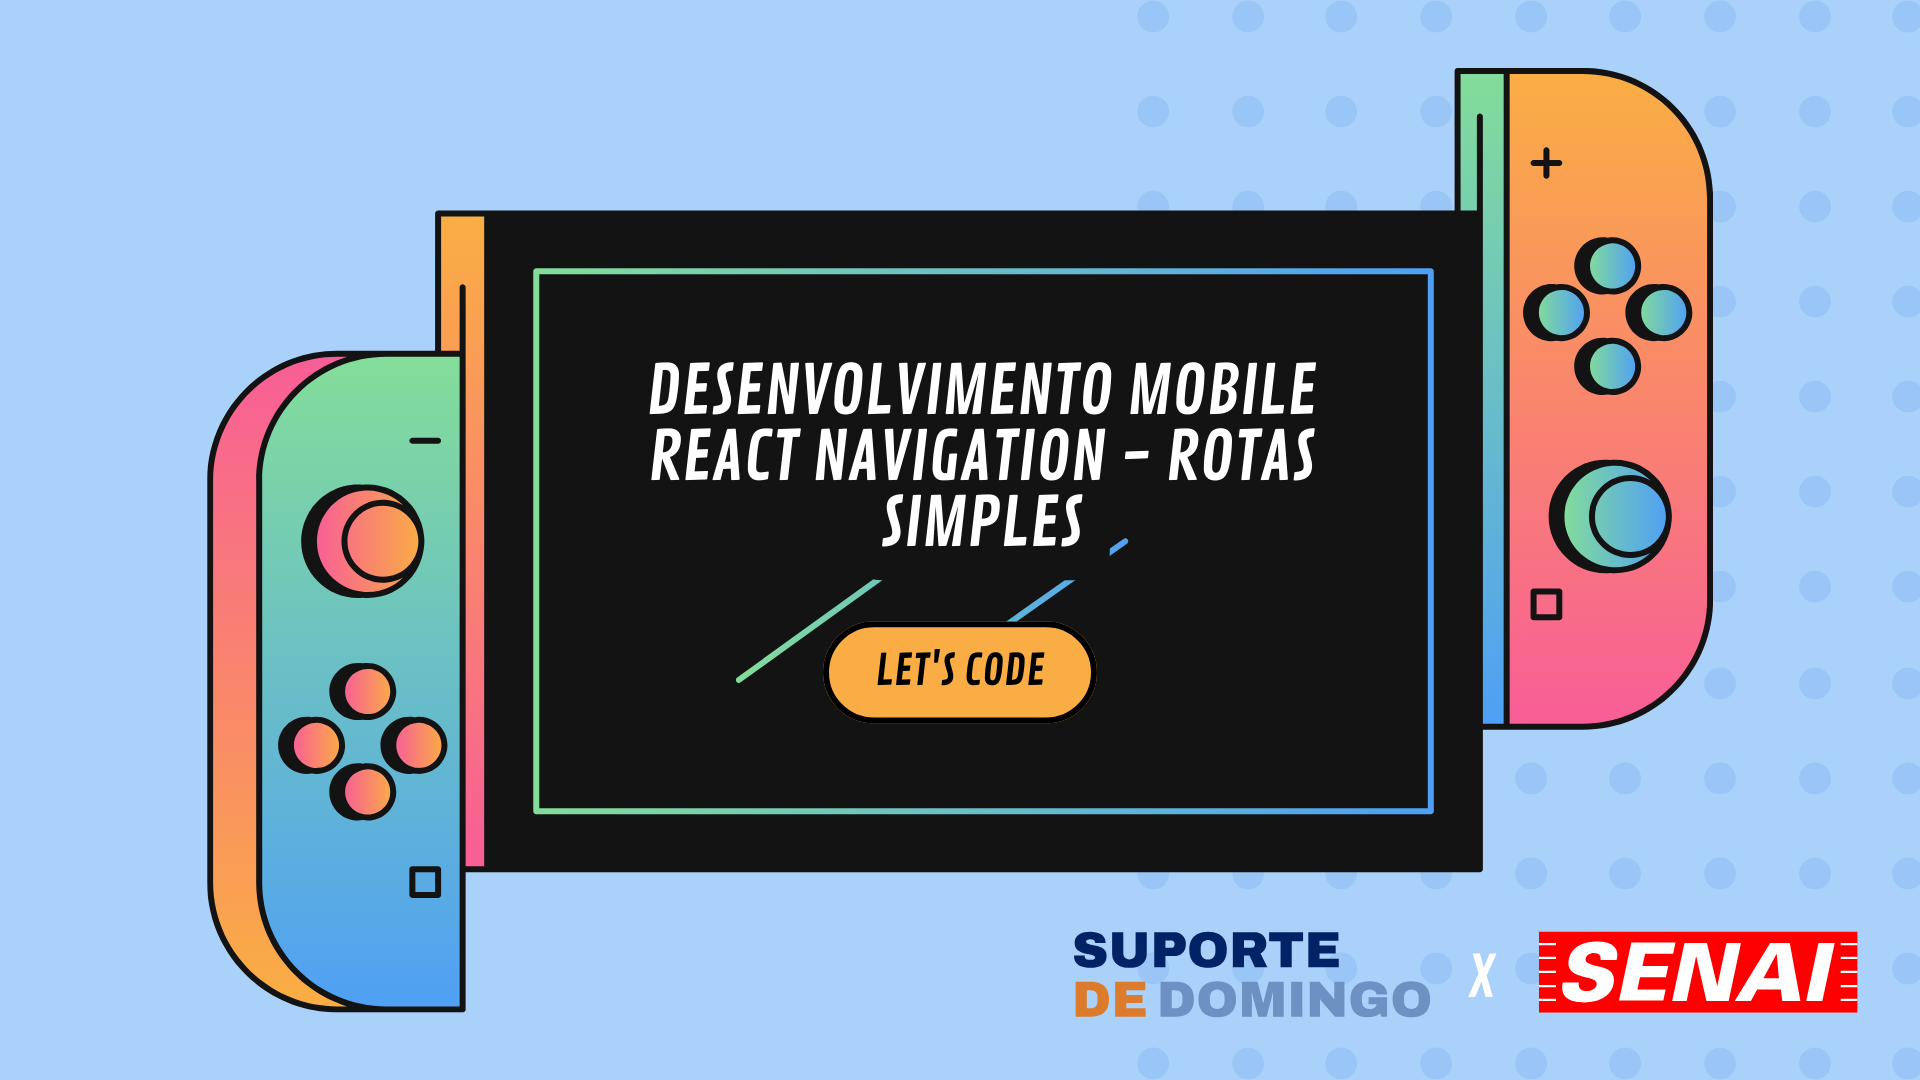 DESENVOLVIMENTO MOBILE
REACT NAVIGATION - ROTAS
SIMPLES
LET'S CODE
SUPORTE
DE DOMINGO
X
SENAI